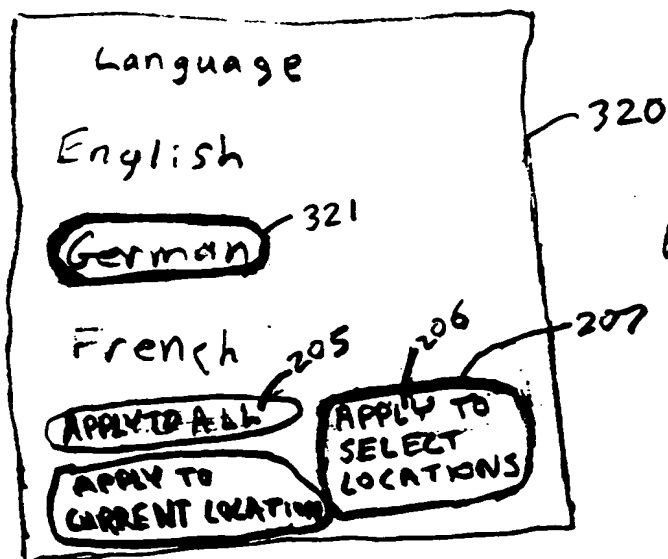 Language
320
English
321
German
French
205
206
207
APPLY TO ALL
APPLY TO
SELECT
LOCATIONS
APPLY TO
CURRENT LOCATION